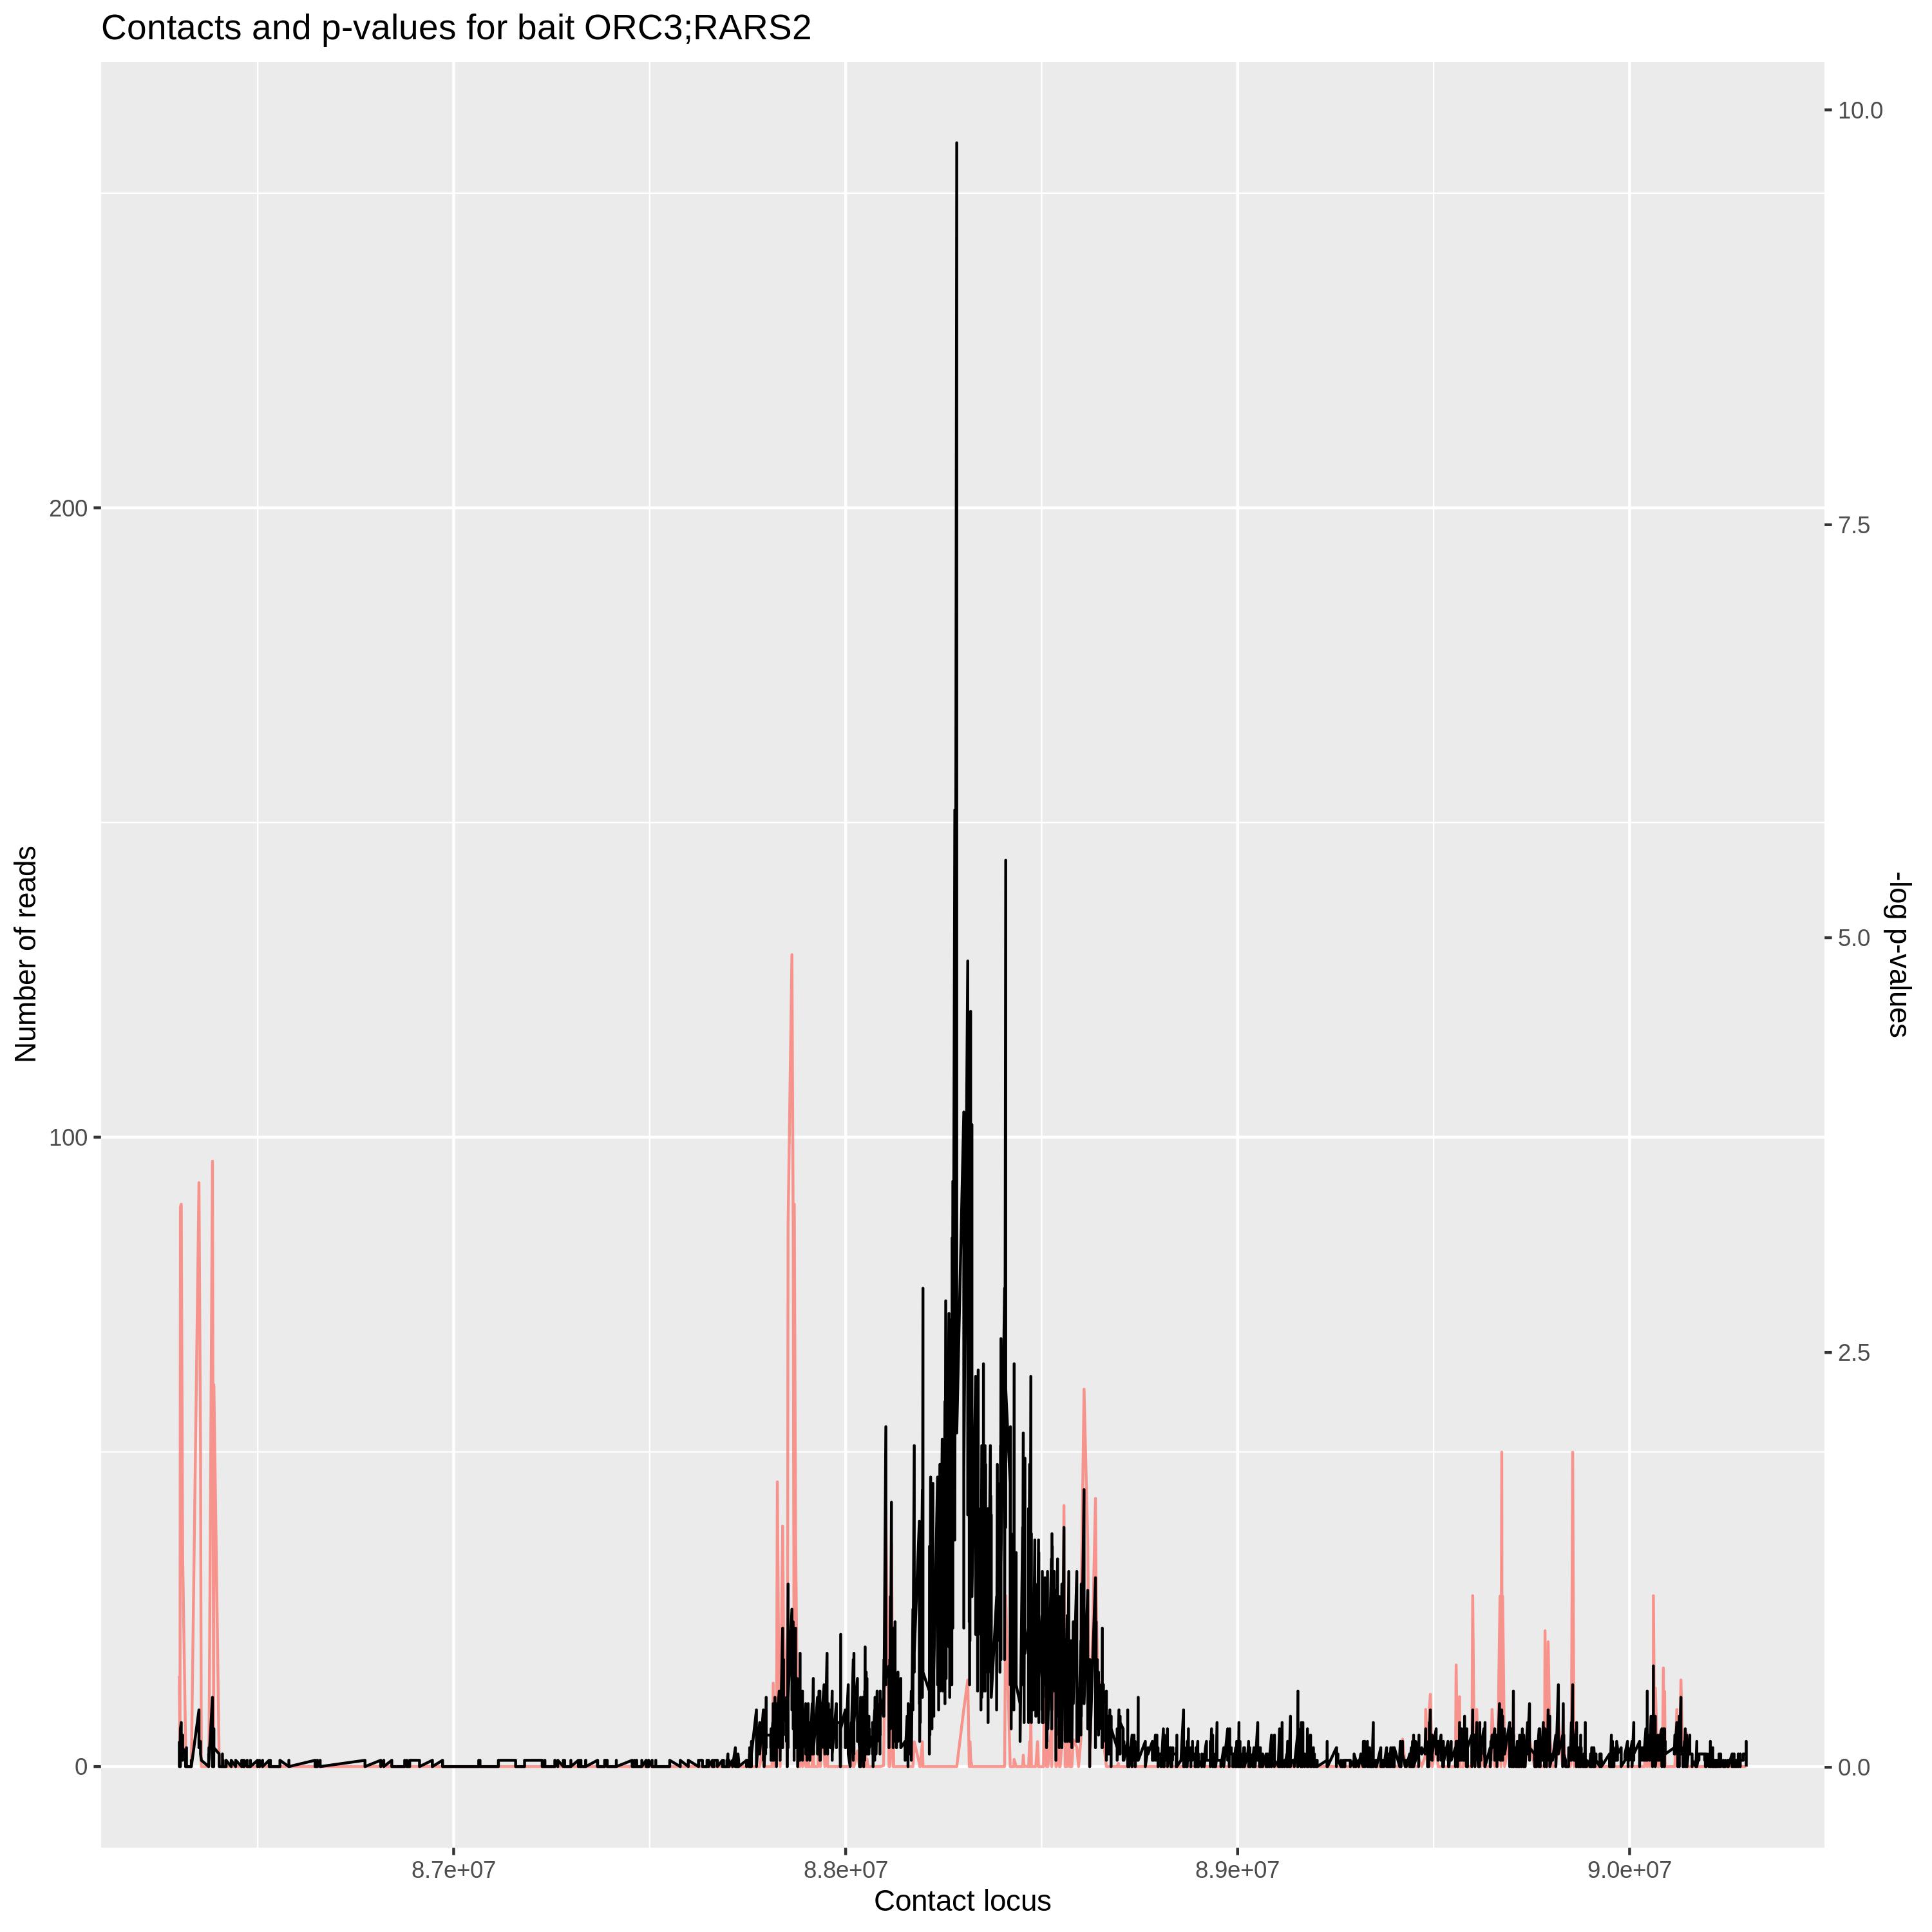 Contacts and p-values for bait ORC3;RARS2
Number of reads
200
100
0
10.0
7.5
5.0
2.5
0.0
-log p-values
8.7e+07
8.8e+07
8.9e+07
9.0e+07
Contact locus